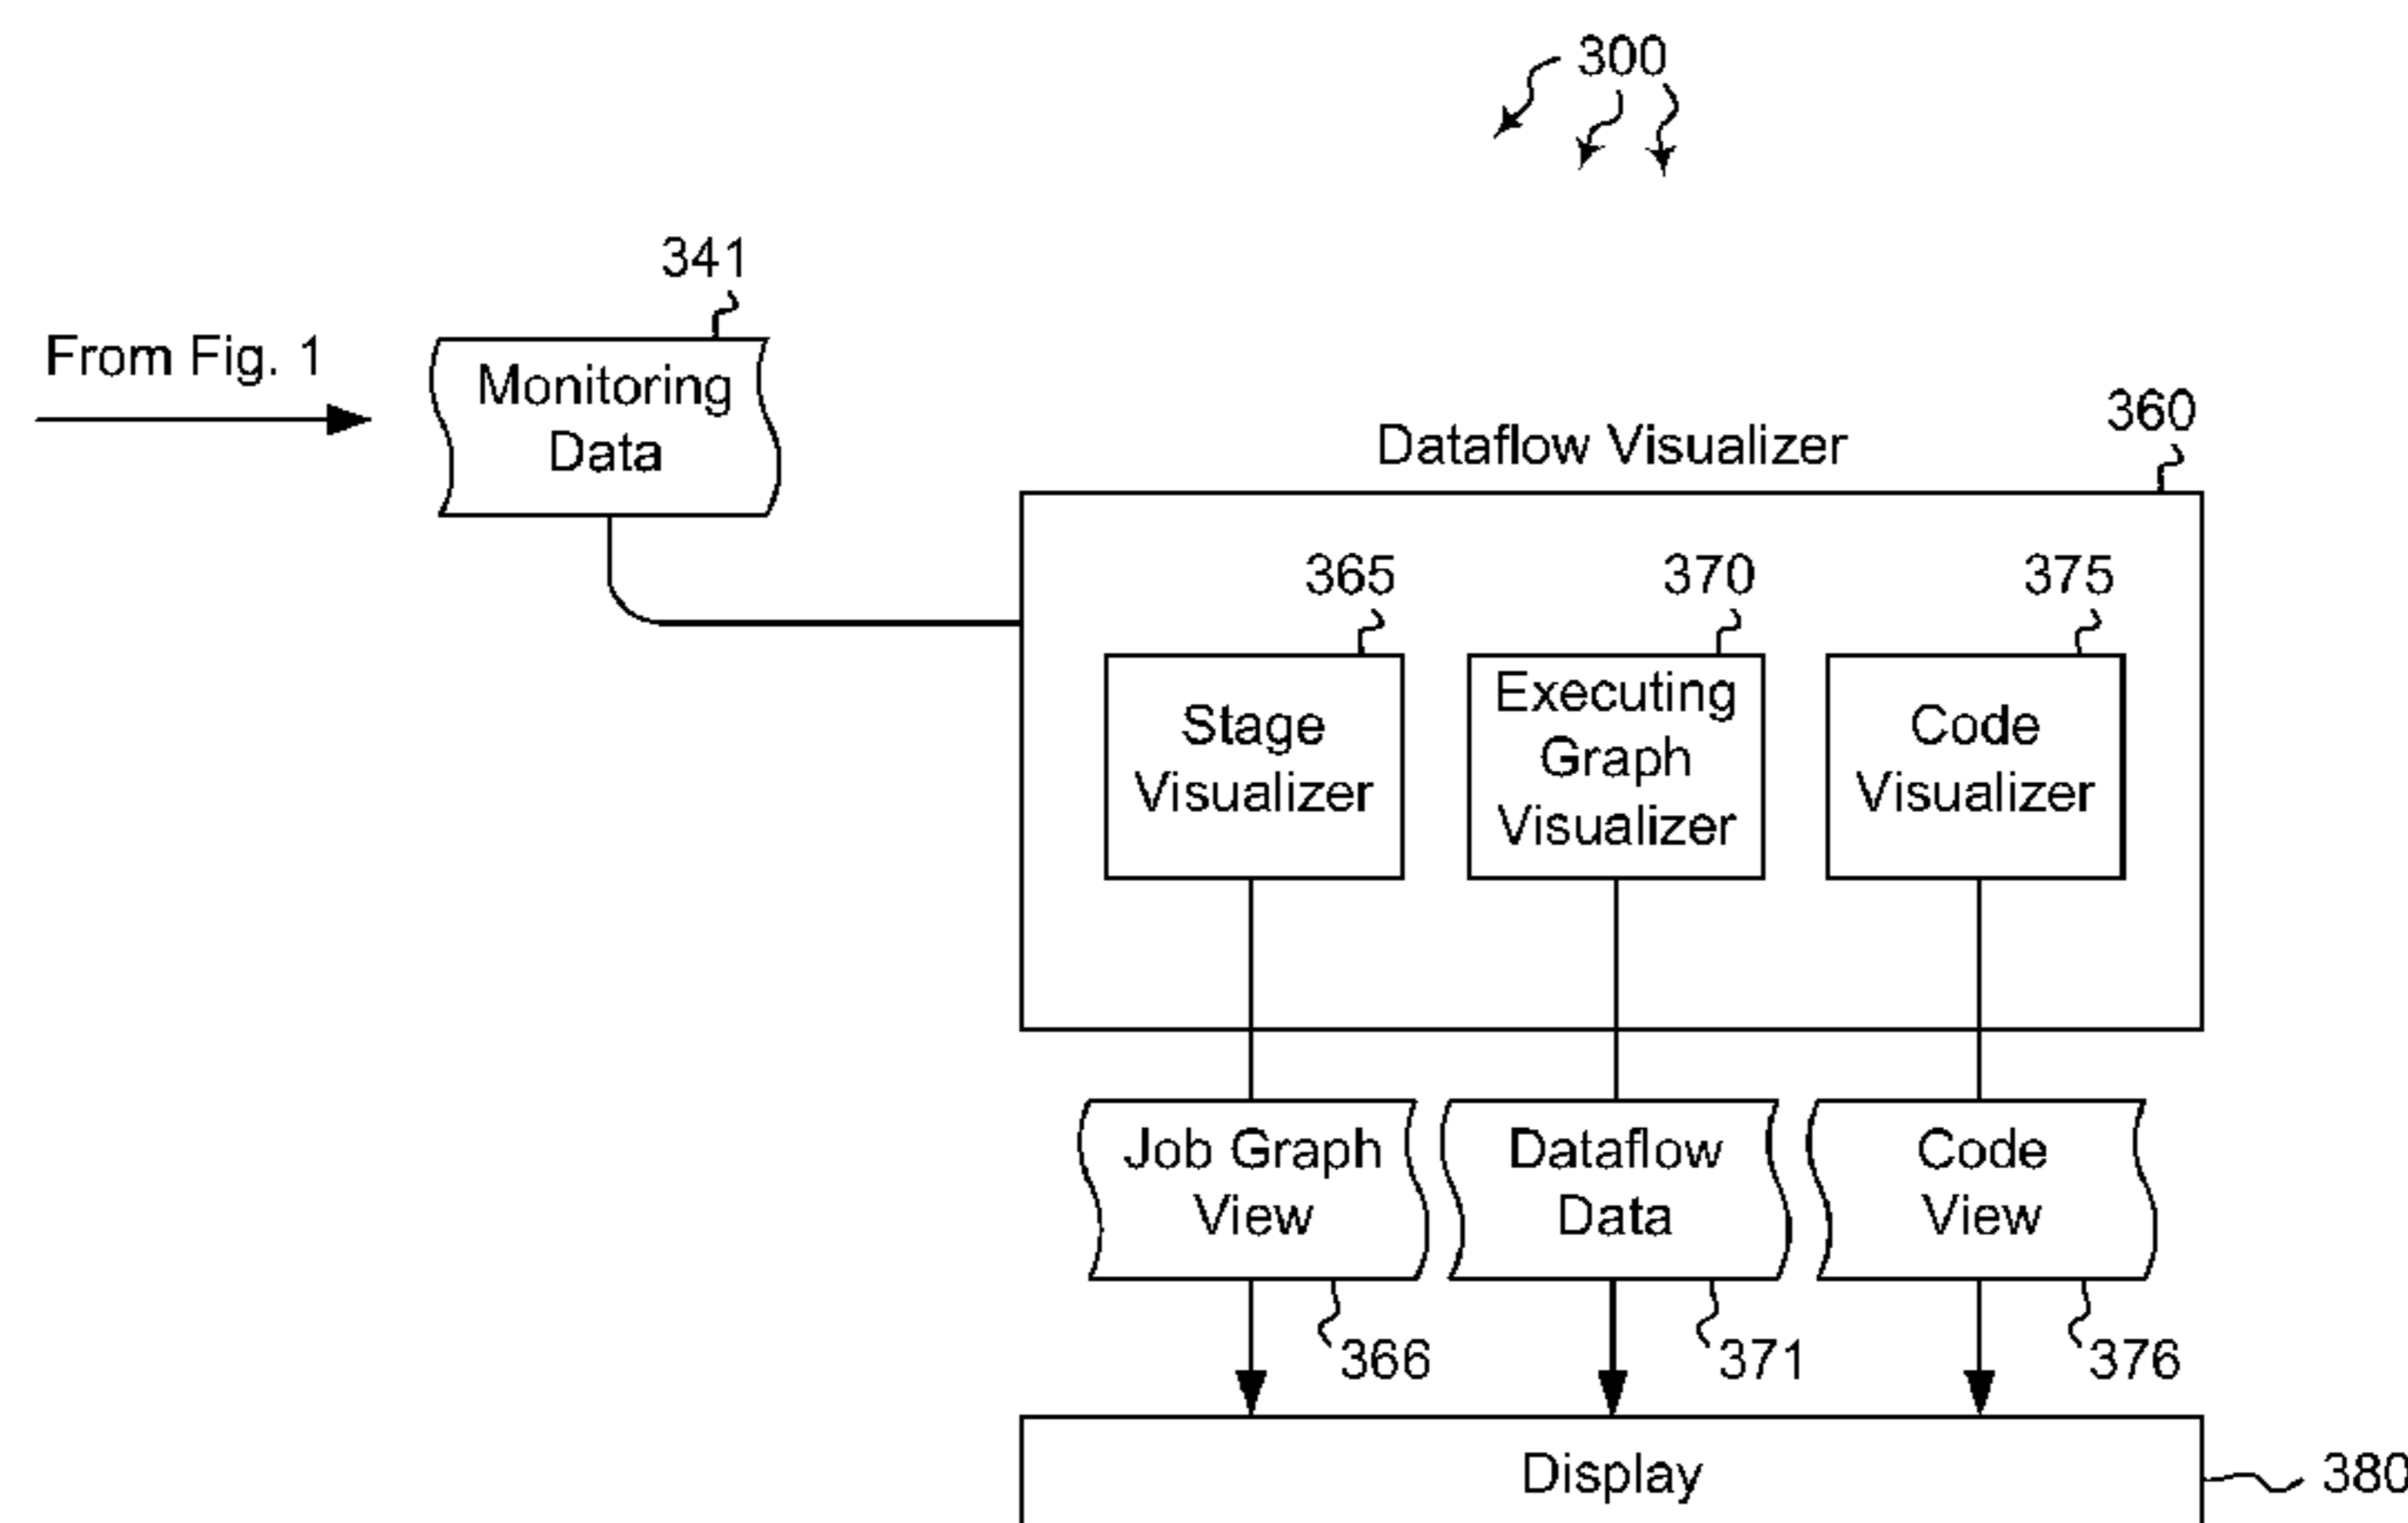 300
341
From Fig. 1
Monitoring
Data
360
Dataflow Visualizer
365
370
375
Stage
Visualizer
Executing
Graph
Visualizer
Code
Visualizer
Job Graph
View
Dataflow
Data
Code
View
366
371
376
Display
380